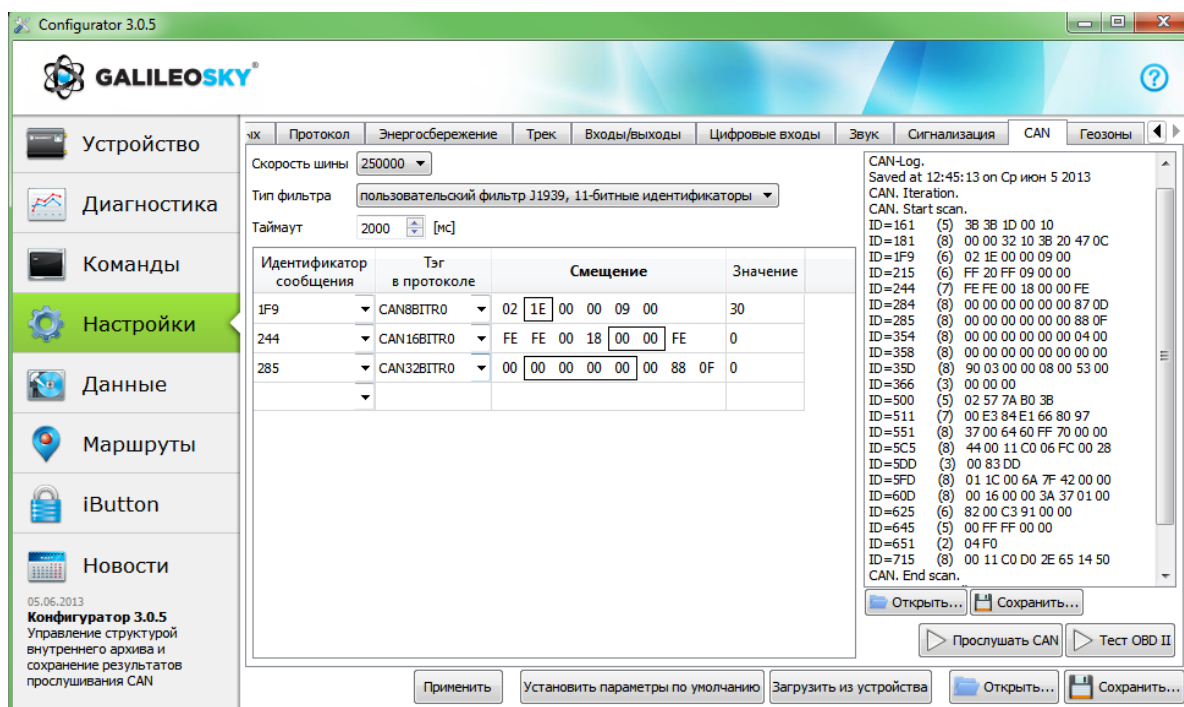 Configurator 3.0.5
GALILEOSKY®
?
Устройство
Диагностика
Команды
Настройки
Данные
Маршруты
iButton
Новости
05.06.2013
Конфигуратор 3.0.5
Управление структурой
внутреннего архива и
сохранение результатов
прослушивания CAN
ых Протокол Энергосбережение Трек Входы/выходы Цифровые входы Звук Сигнализация CAN Геозоны
Скорость шины 250000
Тип фильтра пользовательский фильтр J1939, 11-битные идентификаторы
Таймаут 2000 [мс]
Идентификатор сообщения Тэг в протоколе Смещение Значение
1F9 CAN8BITR0 02 1E 00 00 09 00 30
244 CAN16BITR0 FE FE 00 18 00 00 FE 0
285 CAN32BITR0 00 00 00 00 00 00 88 0F 0
CAN-Log.
Saved at 12:45:13 on Ср июн 5 2013
CAN. Iteration.
CAN. Start scan.
ID=161 (5) 3B 3B 1D 00 10
ID=181 (8) 00 00 32 10 3B 20 47 0C
ID=1F9 (6) 02 1E 00 00 09 00
ID=215 (6) FF 20 FF 09 00 00
ID=244 (7) FE FE 00 18 00 00 FE
ID=284 (8) 00 00 00 00 00 00 87 0D
ID=285 (8) 00 00 00 00 00 00 88 0F
ID=354 (8) 00 00 00 00 00 00 04 00
ID=358 (8) 00 00 00 00 00 00 00 00
ID=35D (8) 90 03 00 00 08 00 53 00
ID=366 (3) 00 00 00
ID=500 (5) 02 57 7A B0 3B
ID=511 (7) 00 E3 84 E1 66 80 97
ID=551 (8) 37 00 64 60 FF 70 00 00
ID=5C5 (8) 44 00 11 C0 06 FC 00 28
ID=5DD (3) 00 83 DD
ID=5FD (8) 01 1C 00 6A 7F 42 00 00
ID=60D (8) 00 16 00 00 3A 37 01 00
ID=625 (6) 82 00 C3 91 00 00
ID=645 (5) 00 FF FF 00 00
ID=651 (2) 04 F0
ID=715 (8) 00 11 C0 D0 2E 65 14 50
CAN. End scan.
Открыть... Сохранить...
Прослушать CAN Тест OBD II
Применить Установить параметры по умолчанию Загрузить из устройства Открыть... Сохранить...